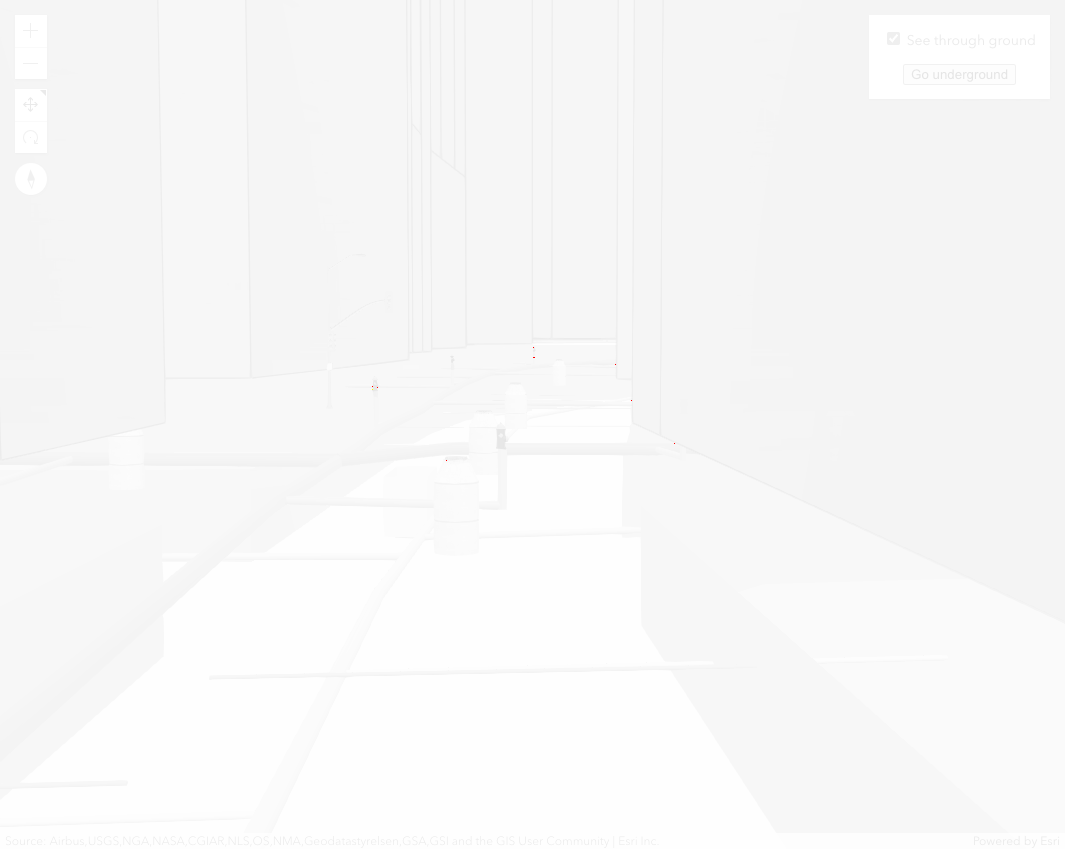 See through ground
Go underground
Source: Airbus,USGS,NGA,NASA,CGIAR,NLS,OS,NMA,Geodatastyrelsen,GSA,GSI and the GIS User Community | Esri Inc
Powered by Esri